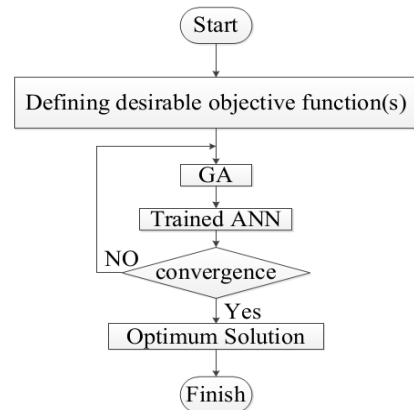 Start
Defining desirable objective function(s)
GA
Trained ANN
NO
convergence
Yes
Optimum Solution
Finish